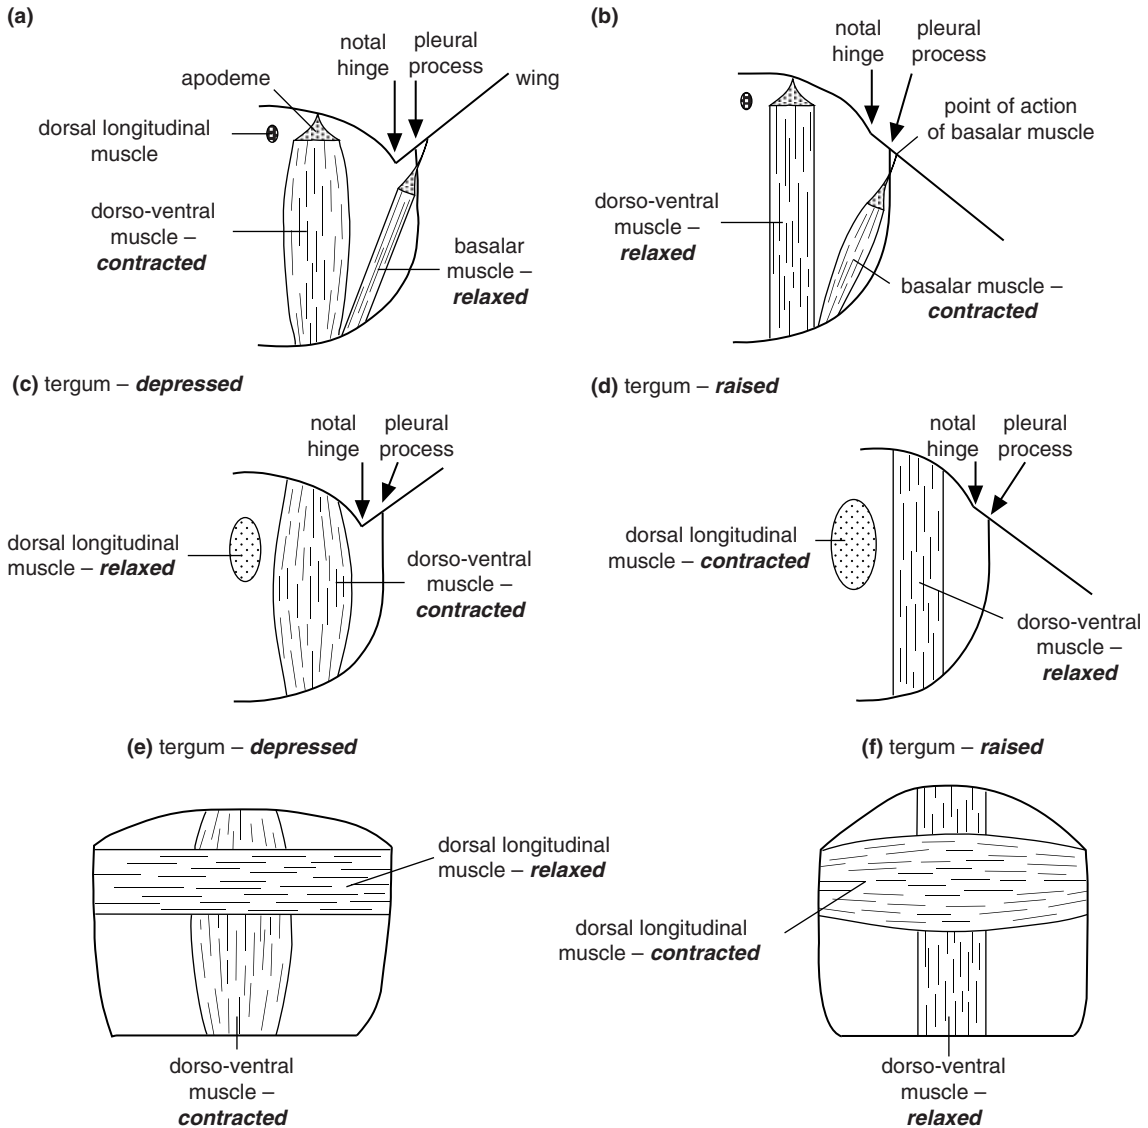 (a)
notal
hinge
pleural
process
apodeme
wing
dorsal longitudinal
muscle
dorso-ventral
muscle –
contracted
basalar
muscle –
relaxed
(b)
notal
hinge
pleural
process
point of action
of basalar muscle
dorso-ventral
muscle –
relaxed
basalar muscle –
contracted
(c) tergum – depressed
notal
hinge
pleural
process
dorsal longitudinal
muscle – relaxed
dorso-ventral
muscle –
contracted
(d) tergum – raised
notal
hinge
pleural
process
dorsal longitudinal
muscle – contracted
dorso-ventral
muscle –
relaxed
(e) tergum – depressed
dorsal longitudinal
muscle – relaxed
dorso-ventral
muscle –
contracted
(f) tergum – raised
dorsal longitudinal
muscle – contracted
dorso-ventral
muscle –
relaxed